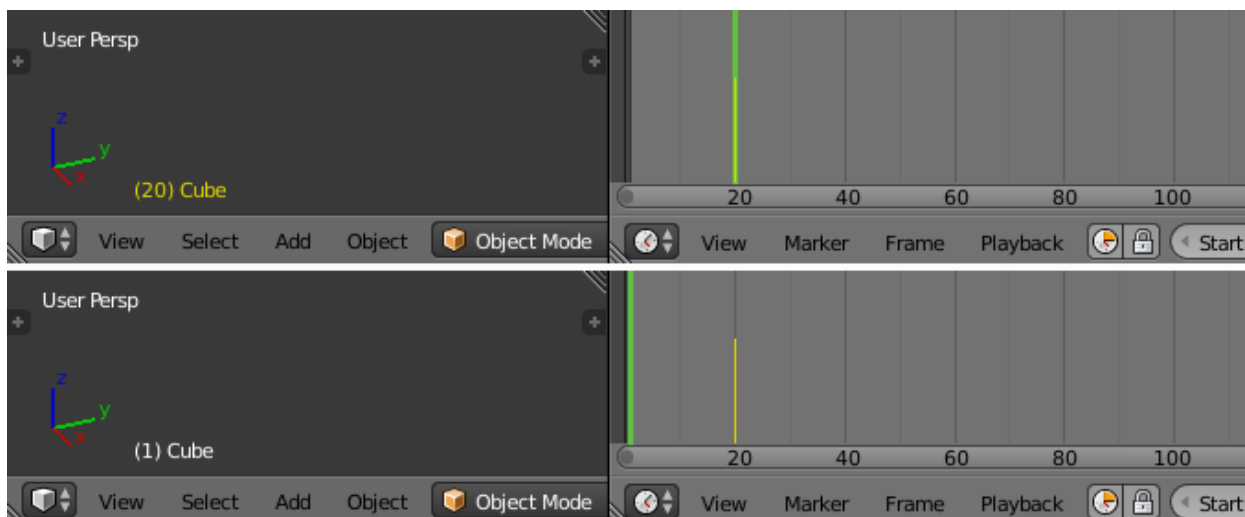 User Persp
z
y
x
(20) Cube
20 40 60 80 100
View Select Add Object Object Mode View Marker Frame Playback Start
User Persp
z
y
x
(1) Cube
20 40 60 80 100
View Select Add Object Object Mode View Marker Frame Playback Start